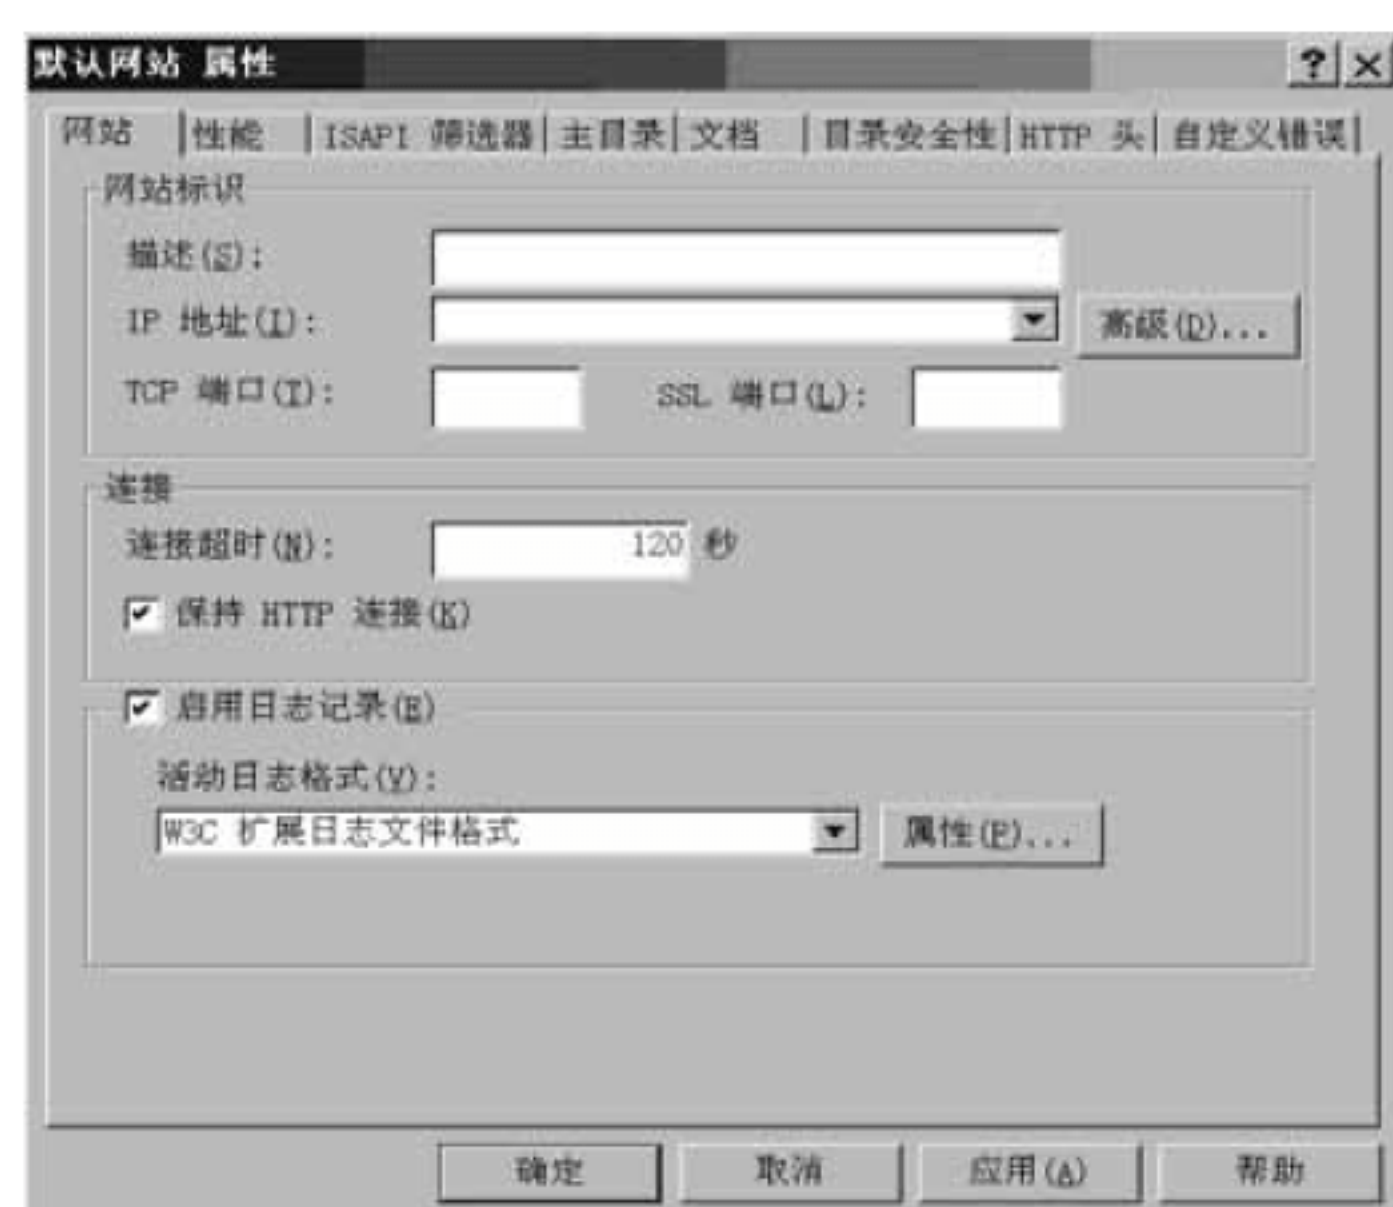 默认网站 属性
网站 性能 ISAPI 筛选器 主目录 文档 目录安全性 HTTP 头 自定义错误
网站标识
描述(S):
IP 地址(I): 高级(D)...
TCP 端口(T): SSL 端口(L):
连接
连接超时(N): 120 秒
保持 HTTP 连接(K)
启用日志记录(E)
活动日志格式(V):
W3C 扩展日志文件格式 属性(P)...
确定 取消 应用(A) 帮助